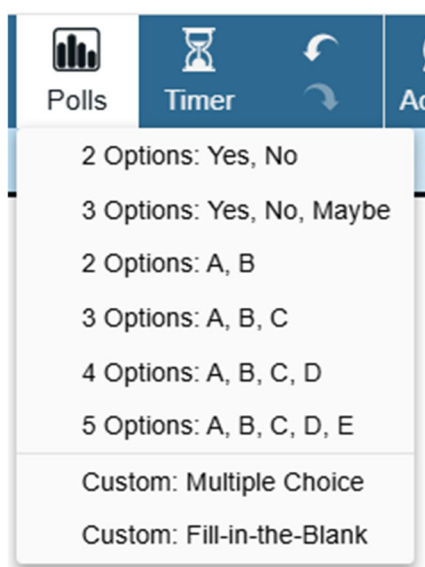 Polls
Timer
2 Options: Yes, No
3 Options: Yes, No, Maybe
2 Options: A, B
3 Options: A, B, C
4 Options: A, B, C, D
5 Options: A, B, C, D, E
Custom: Multiple Choice
Custom: Fill-in-the-Blank